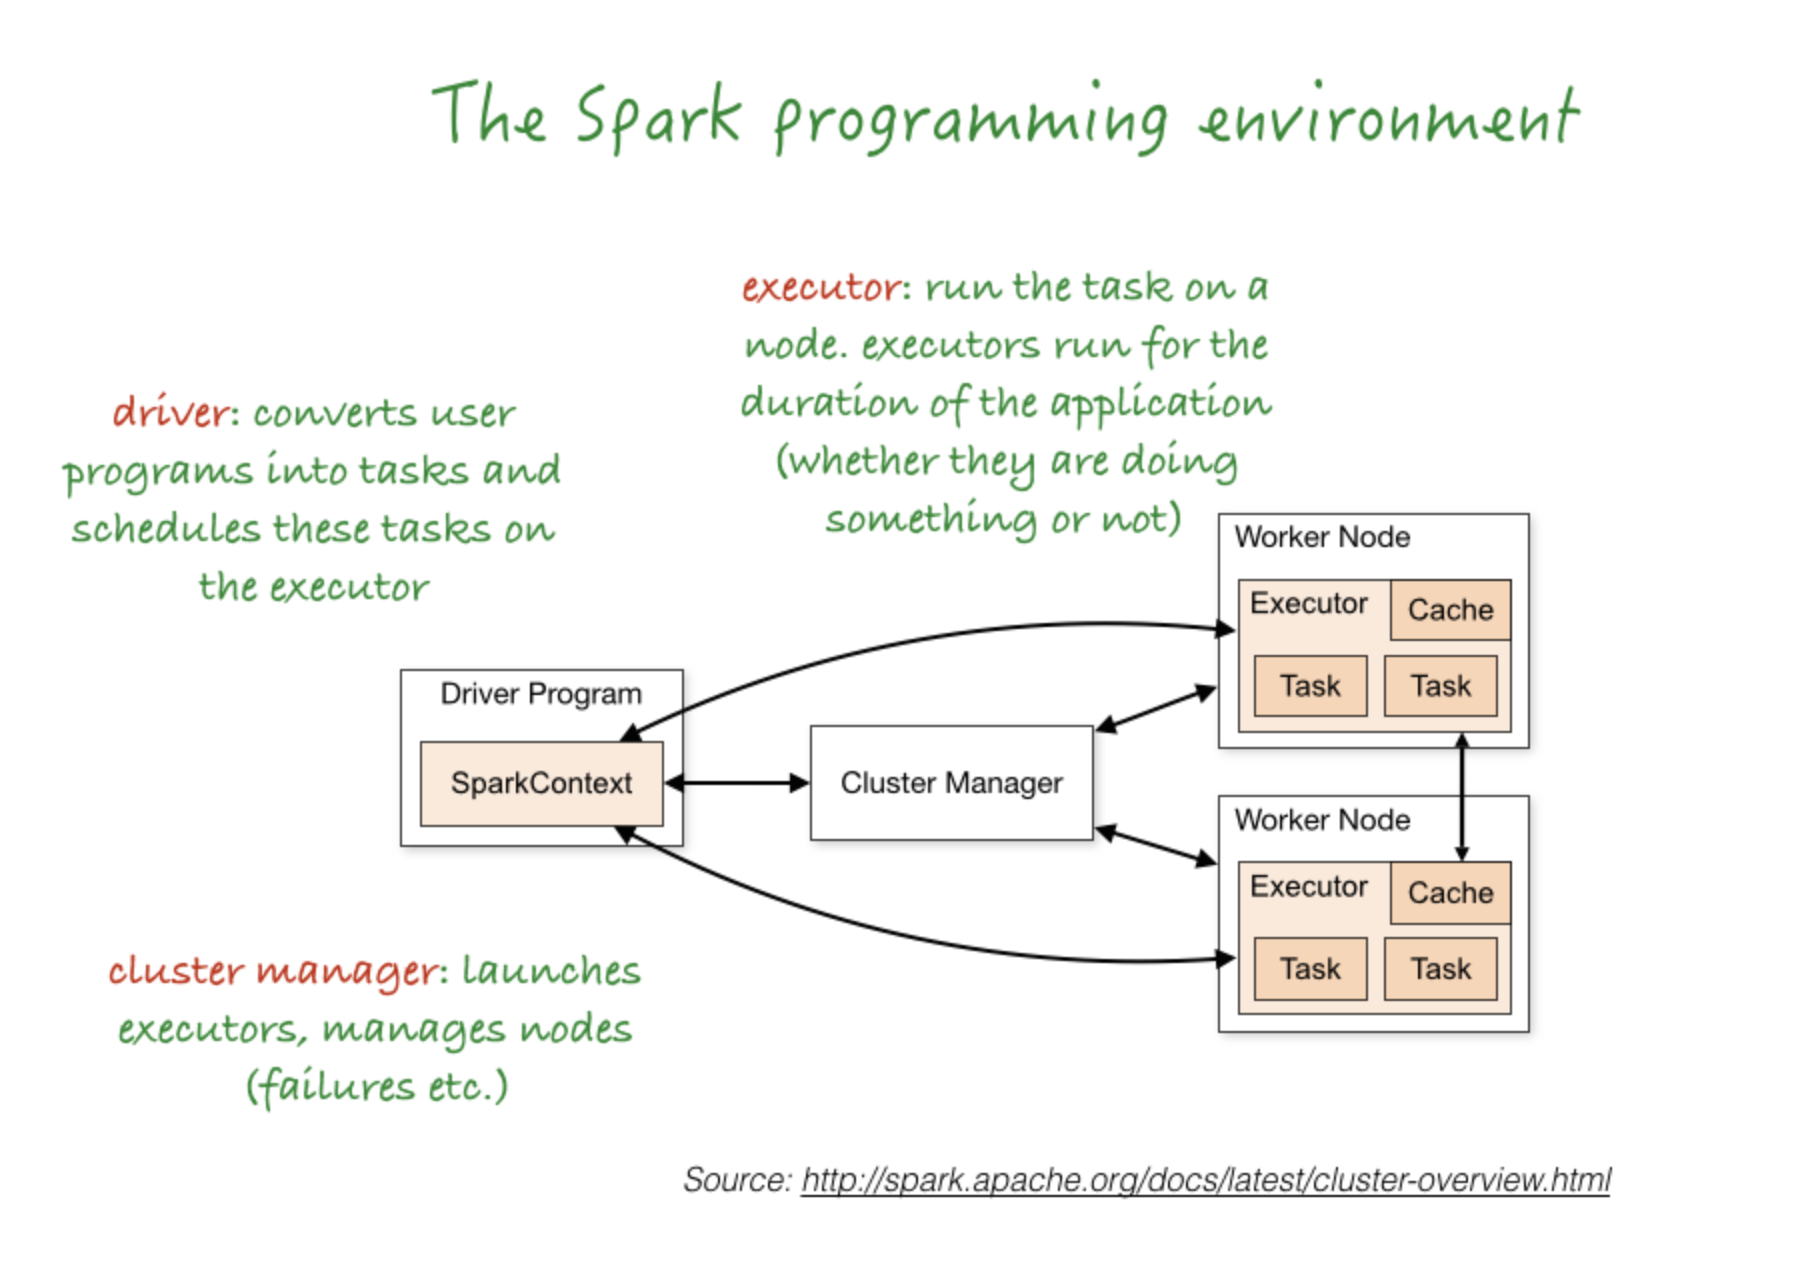 The Spark programming environment
executor: run the task on a
node. executors run for the
duration of the application
(whether they are doing
something or not)
driver: converts user
programs into tasks and
schedules these tasks on
the executor
Worker Node
Executor
Cache
Task
Task
Driver Program
SparkContext
Cluster Manager
Worker Node
Executor
Cache
Task
Task
cluster manager: launches
executors, manages nodes
(failures etc.)
Source: http://spark.apache.org/docs/latest/cluster-overview.html